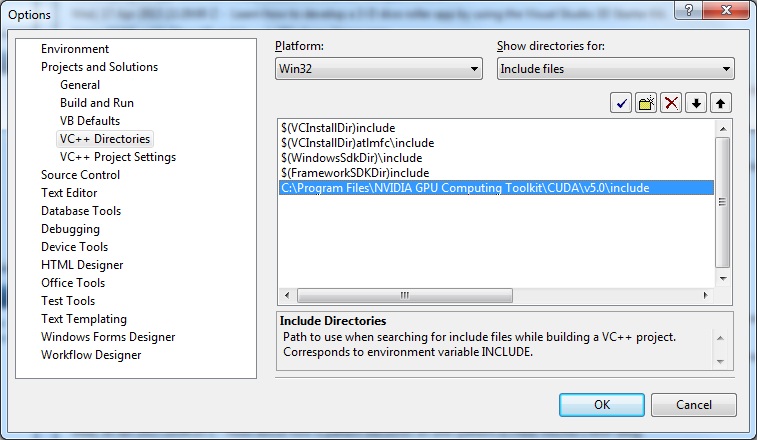 Options
Environment
Projects and Solutions
General
Build and Run
VB Defaults
VC++ Directories
VC++ Project Settings
Source Control
Text Editor
Database Tools
Debugging
Device Tools
HTML Designer
Office Tools
Test Tools
Text Templating
Windows Forms Designer
Workflow Designer
Platform:
Win32
Show directories for:
Include files
$(VCInstallDir)include
$(VCInstallDir)atlmfc\include
$(WindowsSdkDir)\include
$(FrameworkSDKDir)include
C:\Program Files\NVIDIA GPU Computing Toolkit\CUDA\v5.0\include
Include Directories
Path to use when searching for include files while building a VC++ project.
Corresponds to environment variable INCLUDE.
OK
Cancel